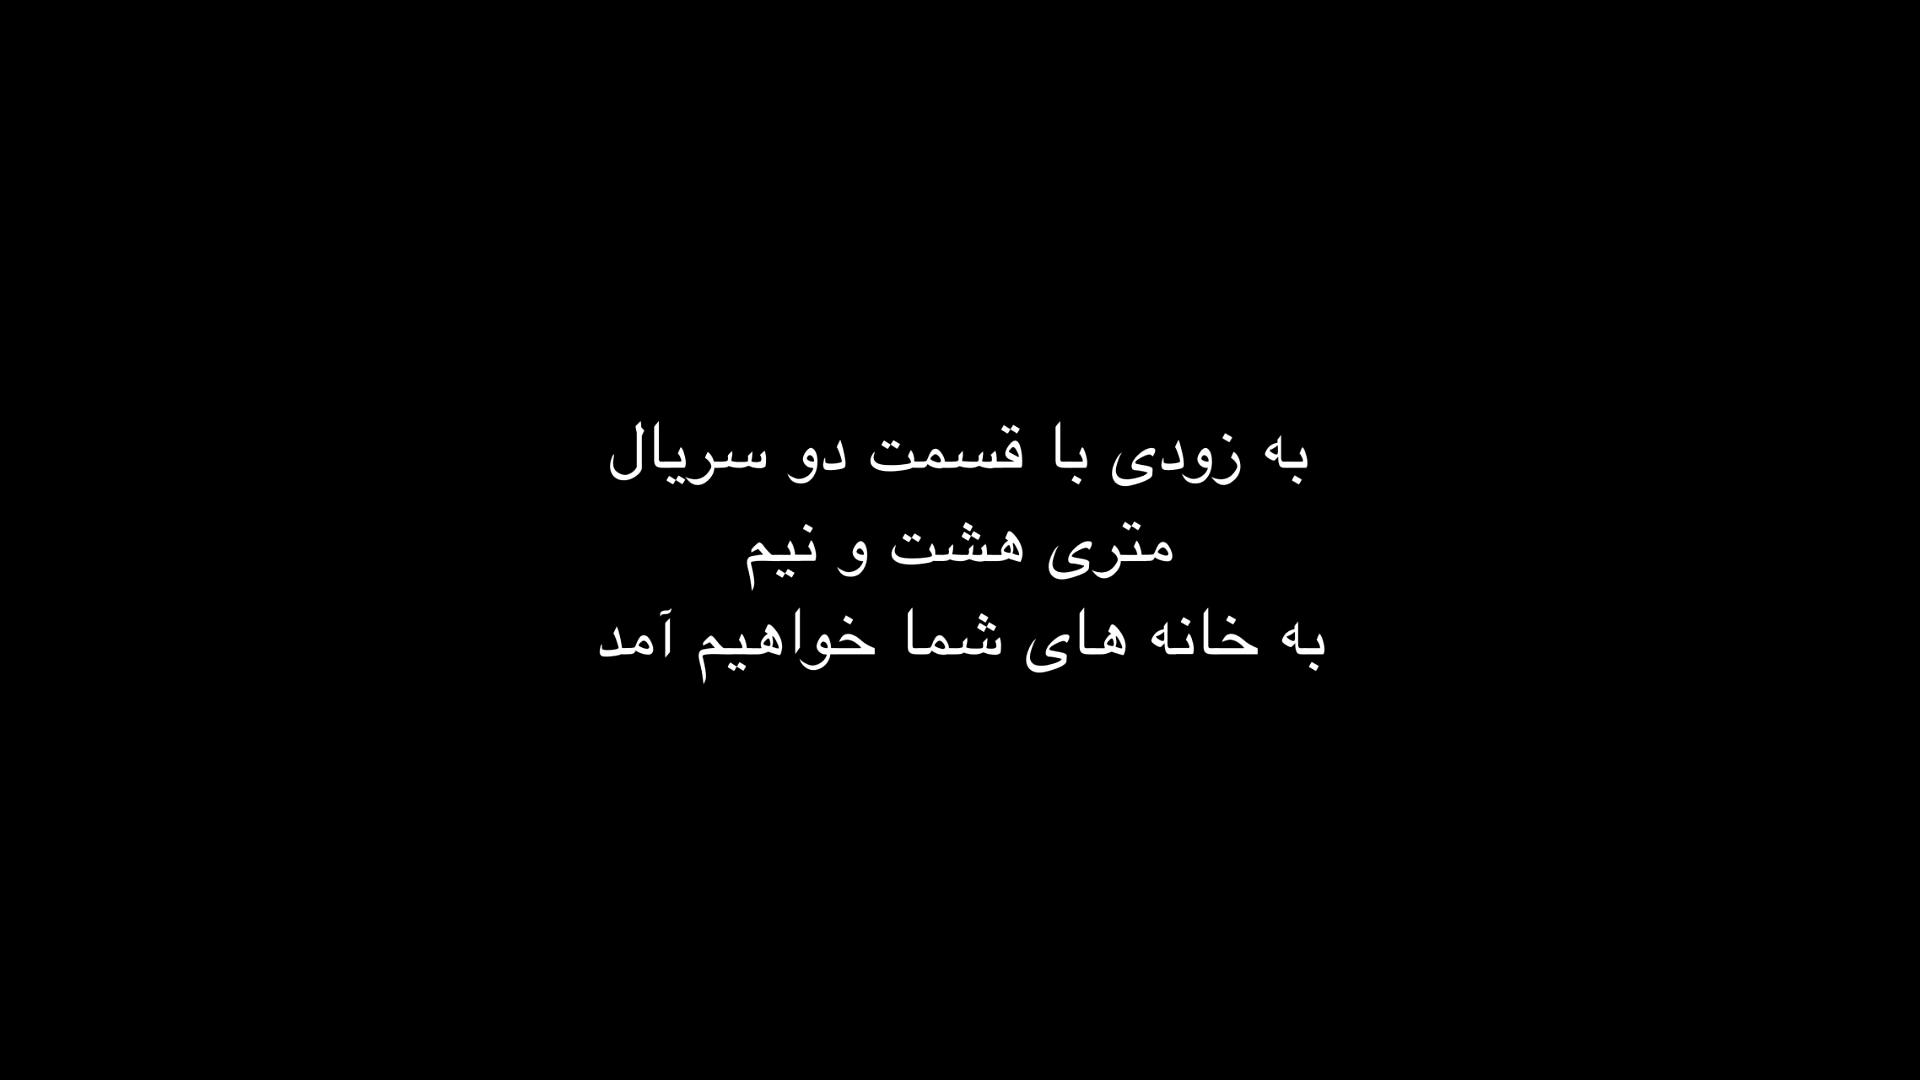 به زودی با قسمت دو سریال
متری هشت و نیم
به خانه های شما خواهیم آمد